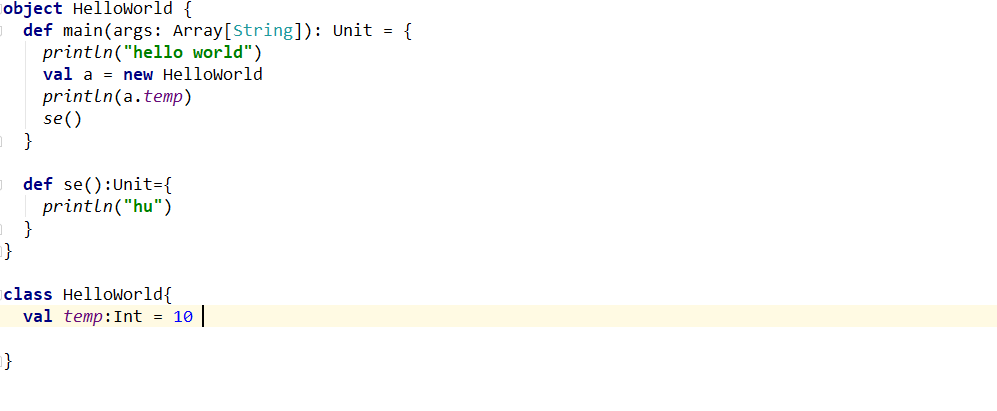 object HelloWorld {
  def main(args: Array[String]): Unit = {
    println("hello world")
    val a = new HelloWorld
    println(a.temp)
    se()
  }

  def se():Unit={
    println("hu")
  }
}

class HelloWorld{
  val temp:Int = 10

}